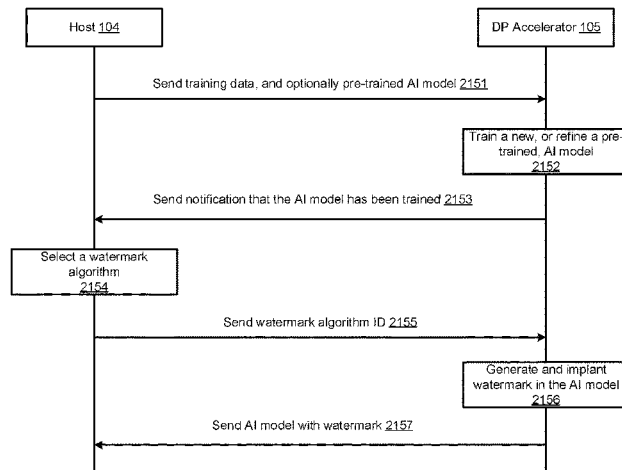 Host 104
DP Accelerator 105
Send training data, and optionally pre-trained AI model 2151
Train a new, or refine a pre-
trained, AI model
2152
Send notification that the AI model has been trained 2153
Select a watermark
algorithm
2154
Send watermark algorithm ID 2155
Generate and implant
watermark in the AI model
2156
Send AI model with watermark 2157